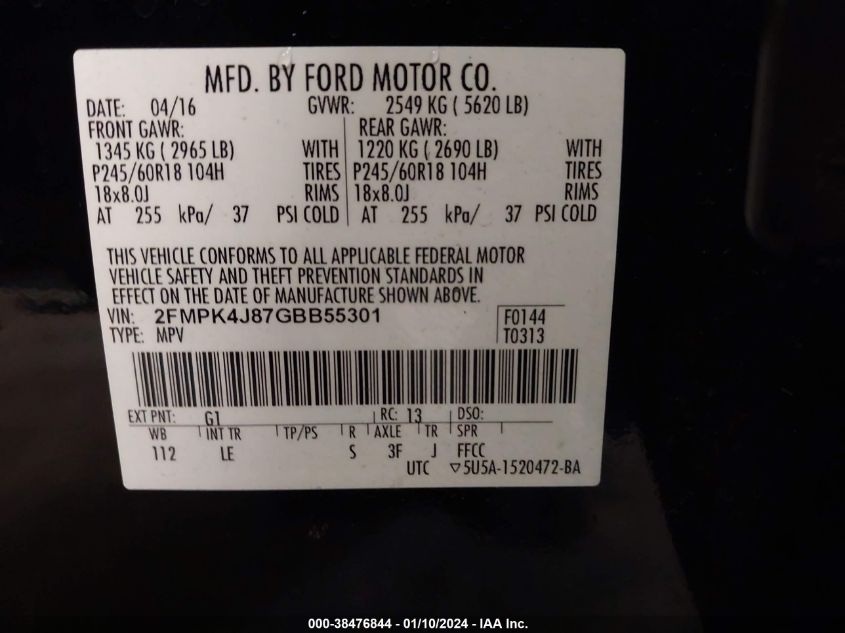 MFD. BY FORD MOTOR CO.
DATE: 04/16 GVWR: 2549 KG ( 5620 LB)
FRONT GAWR: REAR GAWR:
1345 KG ( 2965 LB) WITH 1220 KG ( 2690 LB) WITH
P245/60R18 104H TIRES P245/60R18 104H TIRES
18x8.0J RIMS 18x8.0J RIMS
AT 255 kPa/ 37 PSI COLD AT 255 kPa/ 37 PSI COLD
THIS VEHICLE CONFORMS TO ALL APPLICABLE FEDERAL MOTOR
VEHICLE SAFETY AND THEFT PREVENTION STANDARDS IN
EFFECT ON THE DATE OF MANUFACTURE SHOWN ABOVE.
VIN: 2FMPK4J87GBB55301 F0144
TYPE: MPV T0313
EXT PNT: G1 RC: 13 DSO:
WB INT TR TP/PS R AXLE TR SPR
112 LE S 3F J FFCC
UTC ▽5U5A-1520472-BA
000-38476844 - 01/10/2024 - IAA Inc.